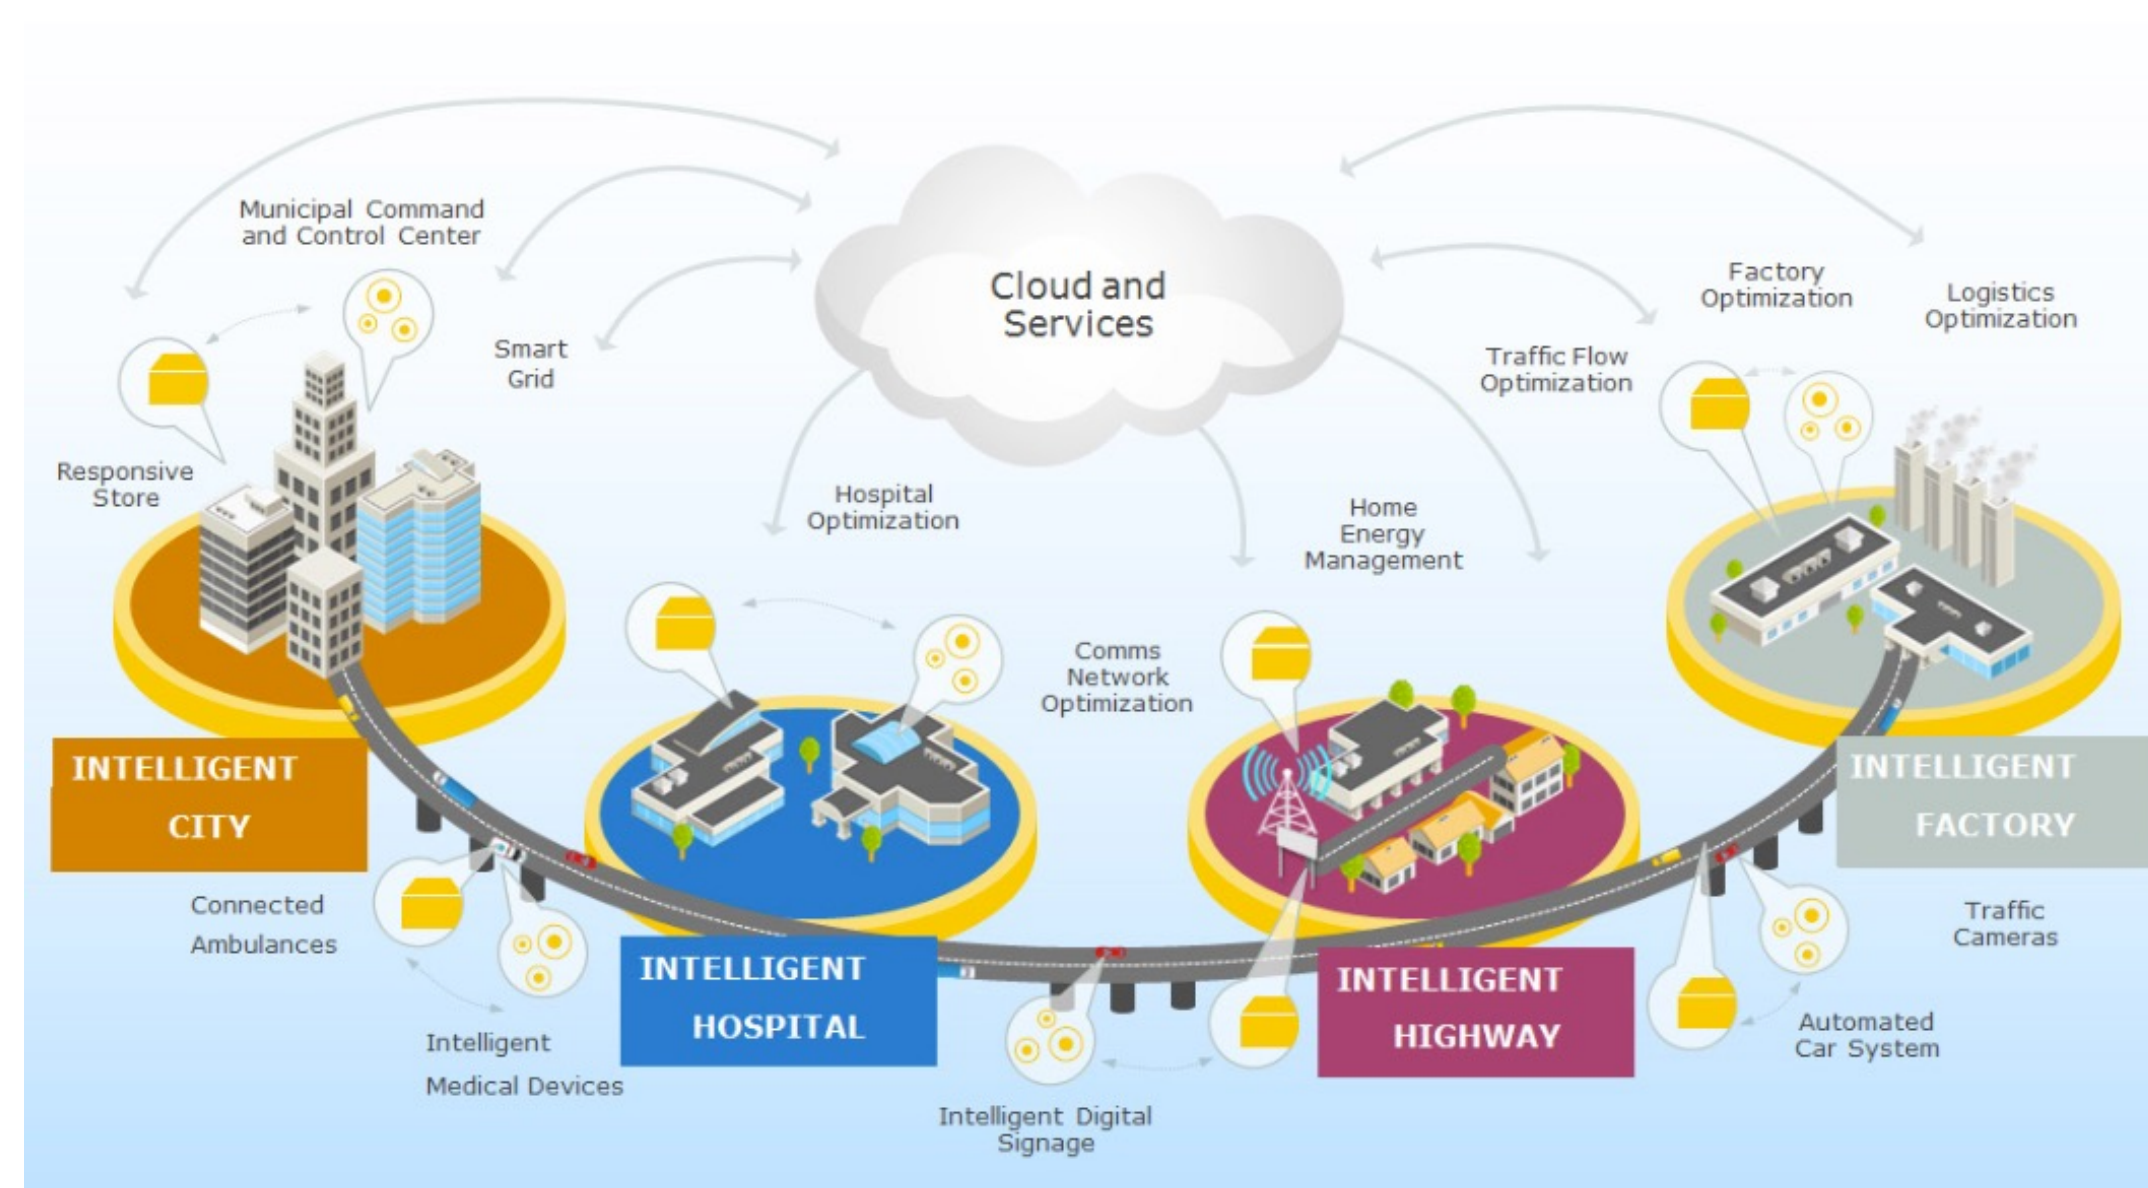 Municipal Command
and Control Center
Cloud and
Services
Factory
Optimization
Logistics
Optimization
Smart
Grid
Traffic Flow
Optimization
Responsive
Store
Hospital
Optimization
Home
Energy
Management
Comms
Network
Optimization
INTELLIGENT
CITY
INTELLIGENT
FACTORY
Connected
Ambulances
Traffic
Cameras
INTELLIGENT
HOSPITAL
INTELLIGENT
HIGHWAY
Intelligent
Medical Devices
Automated
Car System
Intelligent Digital
Signage